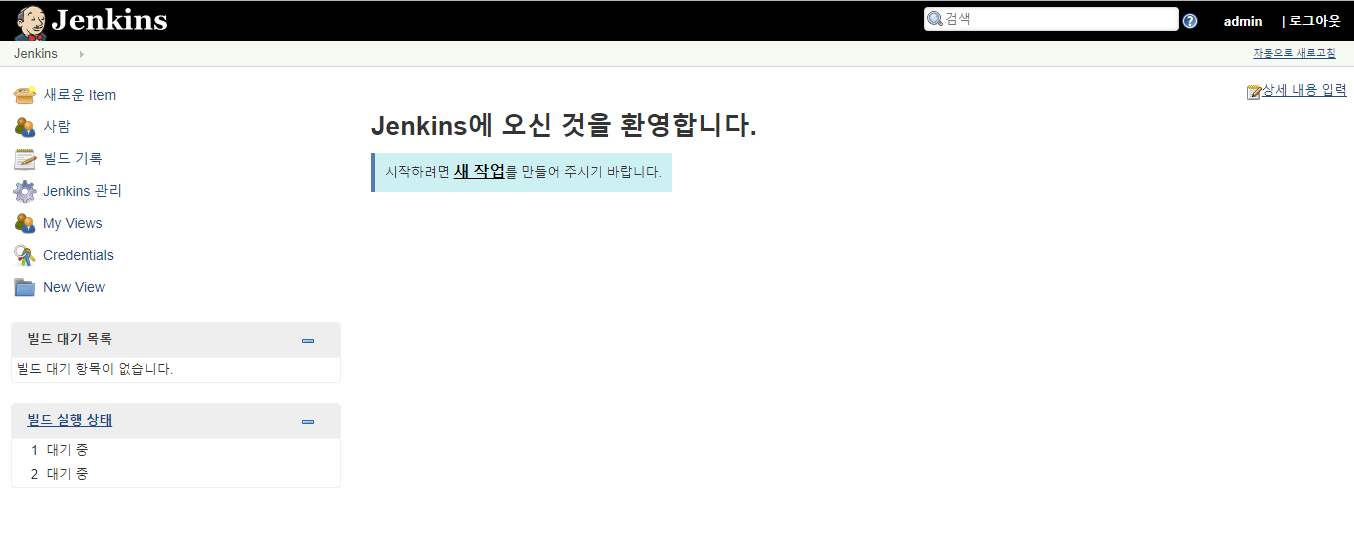 Jenkins
검색
admin
| 로그아웃
Jenkins
자동으로 새로고침
새로운 Item
사람
빌드 기록
Jenkins 관리
My Views
Credentials
New View
빌드 대기 목록
빌드 대기 항목이 없습니다.
빌드 실행 상태
1 대기 중
2 대기 중
상세 내용 입력
Jenkins에 오신 것을 환영합니다.
시작하려면 새 작업를 만들어 주시기 바랍니다.